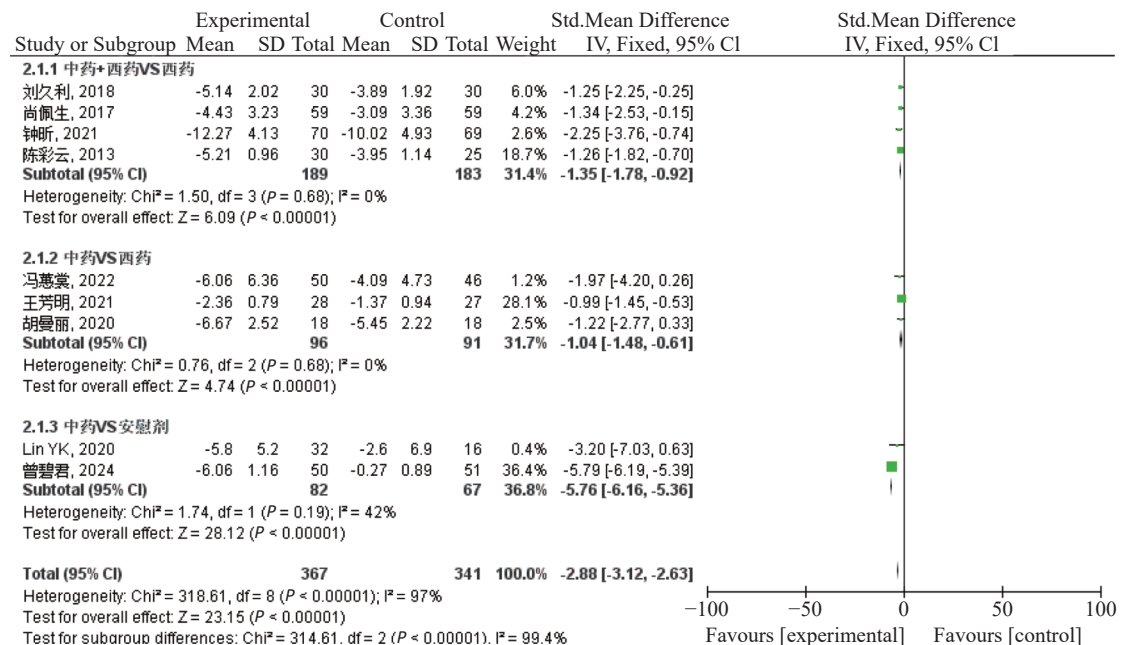 Experimental Control Std.Mean Difference Std.Mean Difference
Study or Subgroup Mean SD Total Mean SD Total Weight IV, Fixed, 95% Cl IV, Fixed, 95% Cl
2.1.1 中药+西药VS西药
刘久利, 2018 -5.14 2.02 30 -3.89 1.92 30 6.0% -1.25 [-2.25, -0.25]
尚佩生, 2017 -4.43 3.23 59 -3.09 3.36 59 4.2% -1.34 [-2.53, -0.15]
钟昕, 2021 -12.27 4.13 70 -10.02 4.93 69 2.6% -2.25 [-3.76, -0.74]
陈彩云, 2013 -5.21 0.96 30 -3.95 1.14 25 18.7% -1.26 [-1.82, -0.70]
Subtotal (95% CI) 189 183 31.4% -1.35 [-1.78, -0.92]
Heterogeneity: Chi² = 1.50, df = 3 (P = 0.68); I² = 0%
Test for overall effect: Z = 6.09 (P < 0.00001)
2.1.2 中药VS西药
冯蕙裳, 2022 -6.06 6.36 50 -4.09 4.73 46 1.2% -1.97 [-4.20, 0.26]
王芳明, 2021 -2.36 0.79 28 -1.37 0.94 27 28.1% -0.99 [-1.45, -0.53]
胡曼丽, 2020 -6.67 2.52 18 -5.45 2.22 18 2.5% -1.22 [-2.77, 0.33]
Subtotal (95% CI) 96 91 31.7% -1.04 [-1.48, -0.61]
Heterogeneity: Chi² = 0.76, df = 2 (P = 0.68); I² = 0%
Test for overall effect: Z = 4.74 (P < 0.00001)
2.1.3 中药VS安慰剂
Lin YK, 2020 -5.8 5.2 32 -2.6 6.9 16 0.4% -3.20 [-7.03, 0.63]
曾碧君, 2024 -6.06 1.16 50 -0.27 0.89 51 36.4% -5.79 [-6.19, -5.39]
Subtotal (95% CI) 82 67 36.8% -5.76 [-6.16, -5.36]
Heterogeneity: Chi² = 1.74, df = 1 (P = 0.19); I² = 42%
Test for overall effect: Z = 28.12 (P < 0.00001)
Total (95% CI) 367 341 100.0% -2.88 [-3.12, -2.63]
Heterogeneity: Chi² = 318.61, df = 8 (P < 0.00001); I² = 97%
Test for overall effect: Z = 23.15 (P < 0.00001)
Test for subgroup differences: Chi² = 314.61, df = 2 (P < 0.00001), I² = 99.4%
−100 −50 0 50 100
Favours [experimental] Favours [control]